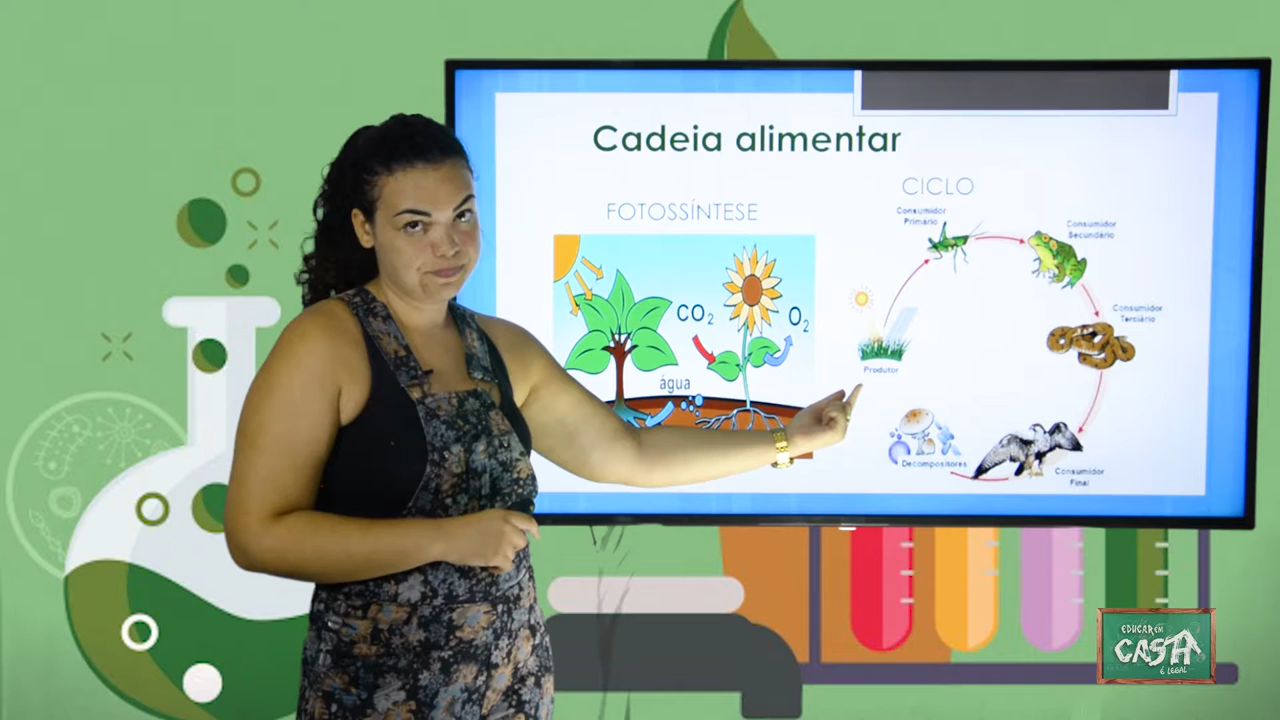 Cadeia alimentar
FOTOSSÍNTESE
CO2
O2
água
CICLO
Consumidor
Primário
Consumidor
Secundário
Consumidor
Terciário
Produtor
Decompositores
Consumidor
Final
EDUCAR EM
CASA
É LEGAL